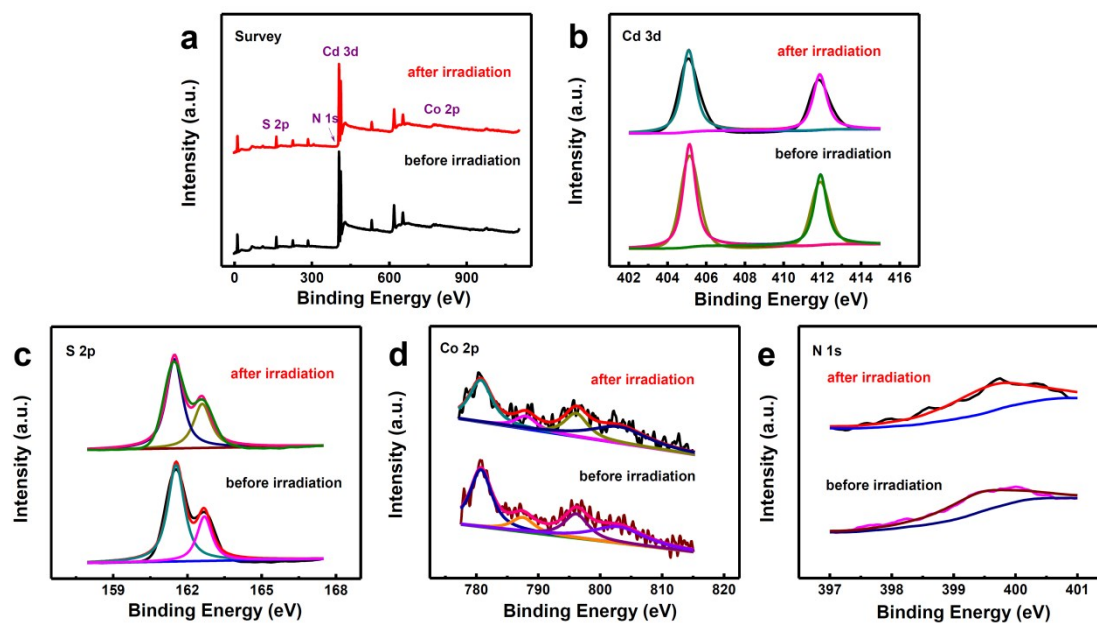 a
Survey
Cd 3d
after irradiation
S 2p
N 1s
Co 2p
before irradiation
Intensity (a.u.)
0 300 600 900
Binding Energy (eV)
b
Cd 3d
after irradiation
before irradiation
Intensity (a.u.)
402 404 406 408 410 412 414 416
Binding Energy (eV)
c
S 2p
after irradiation
before irradiation
Intensity (a.u.)
159 162 165 168
Binding Energy (eV)
d
Co 2p
after irradiation
before irradiation
Intensity (a.u.)
780 790 800 810 820
Binding Energy (eV)
e
N 1s
after irradiation
before irradiation
Intensity (a.u.)
397 398 399 400 401
Binding Energy (eV)